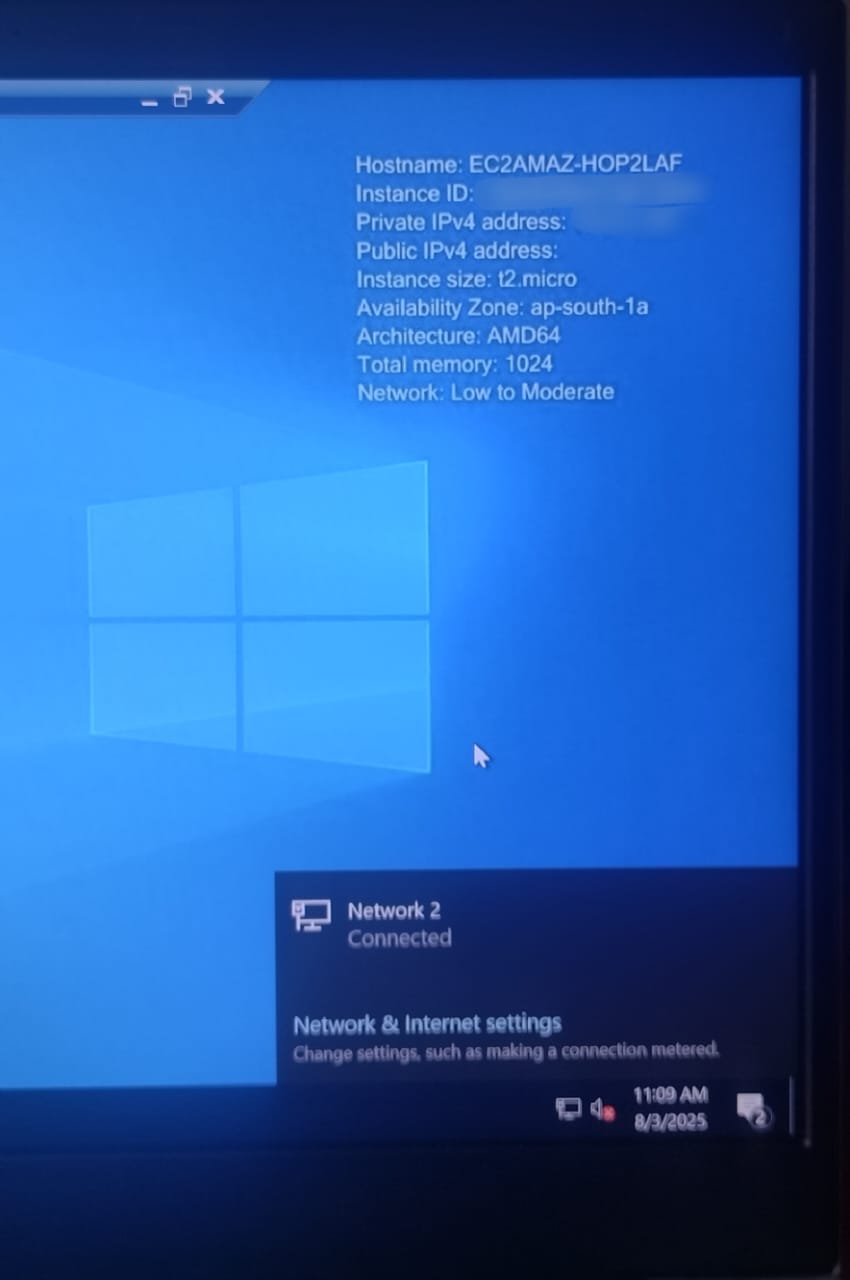 Hostname: EC2AMAZ-HOP2LAF
Instance ID:
Private IPv4 address:
Public IPv4 address:
Instance size: t2.micro
Availability Zone: ap-south-1a
Architecture: AMD64
Total memory: 1024
Network: Low to Moderate
Network 2
Connected
Network & Internet settings
Change settings, such as making a connection metered.
11:09 AM
8/3/2025
2